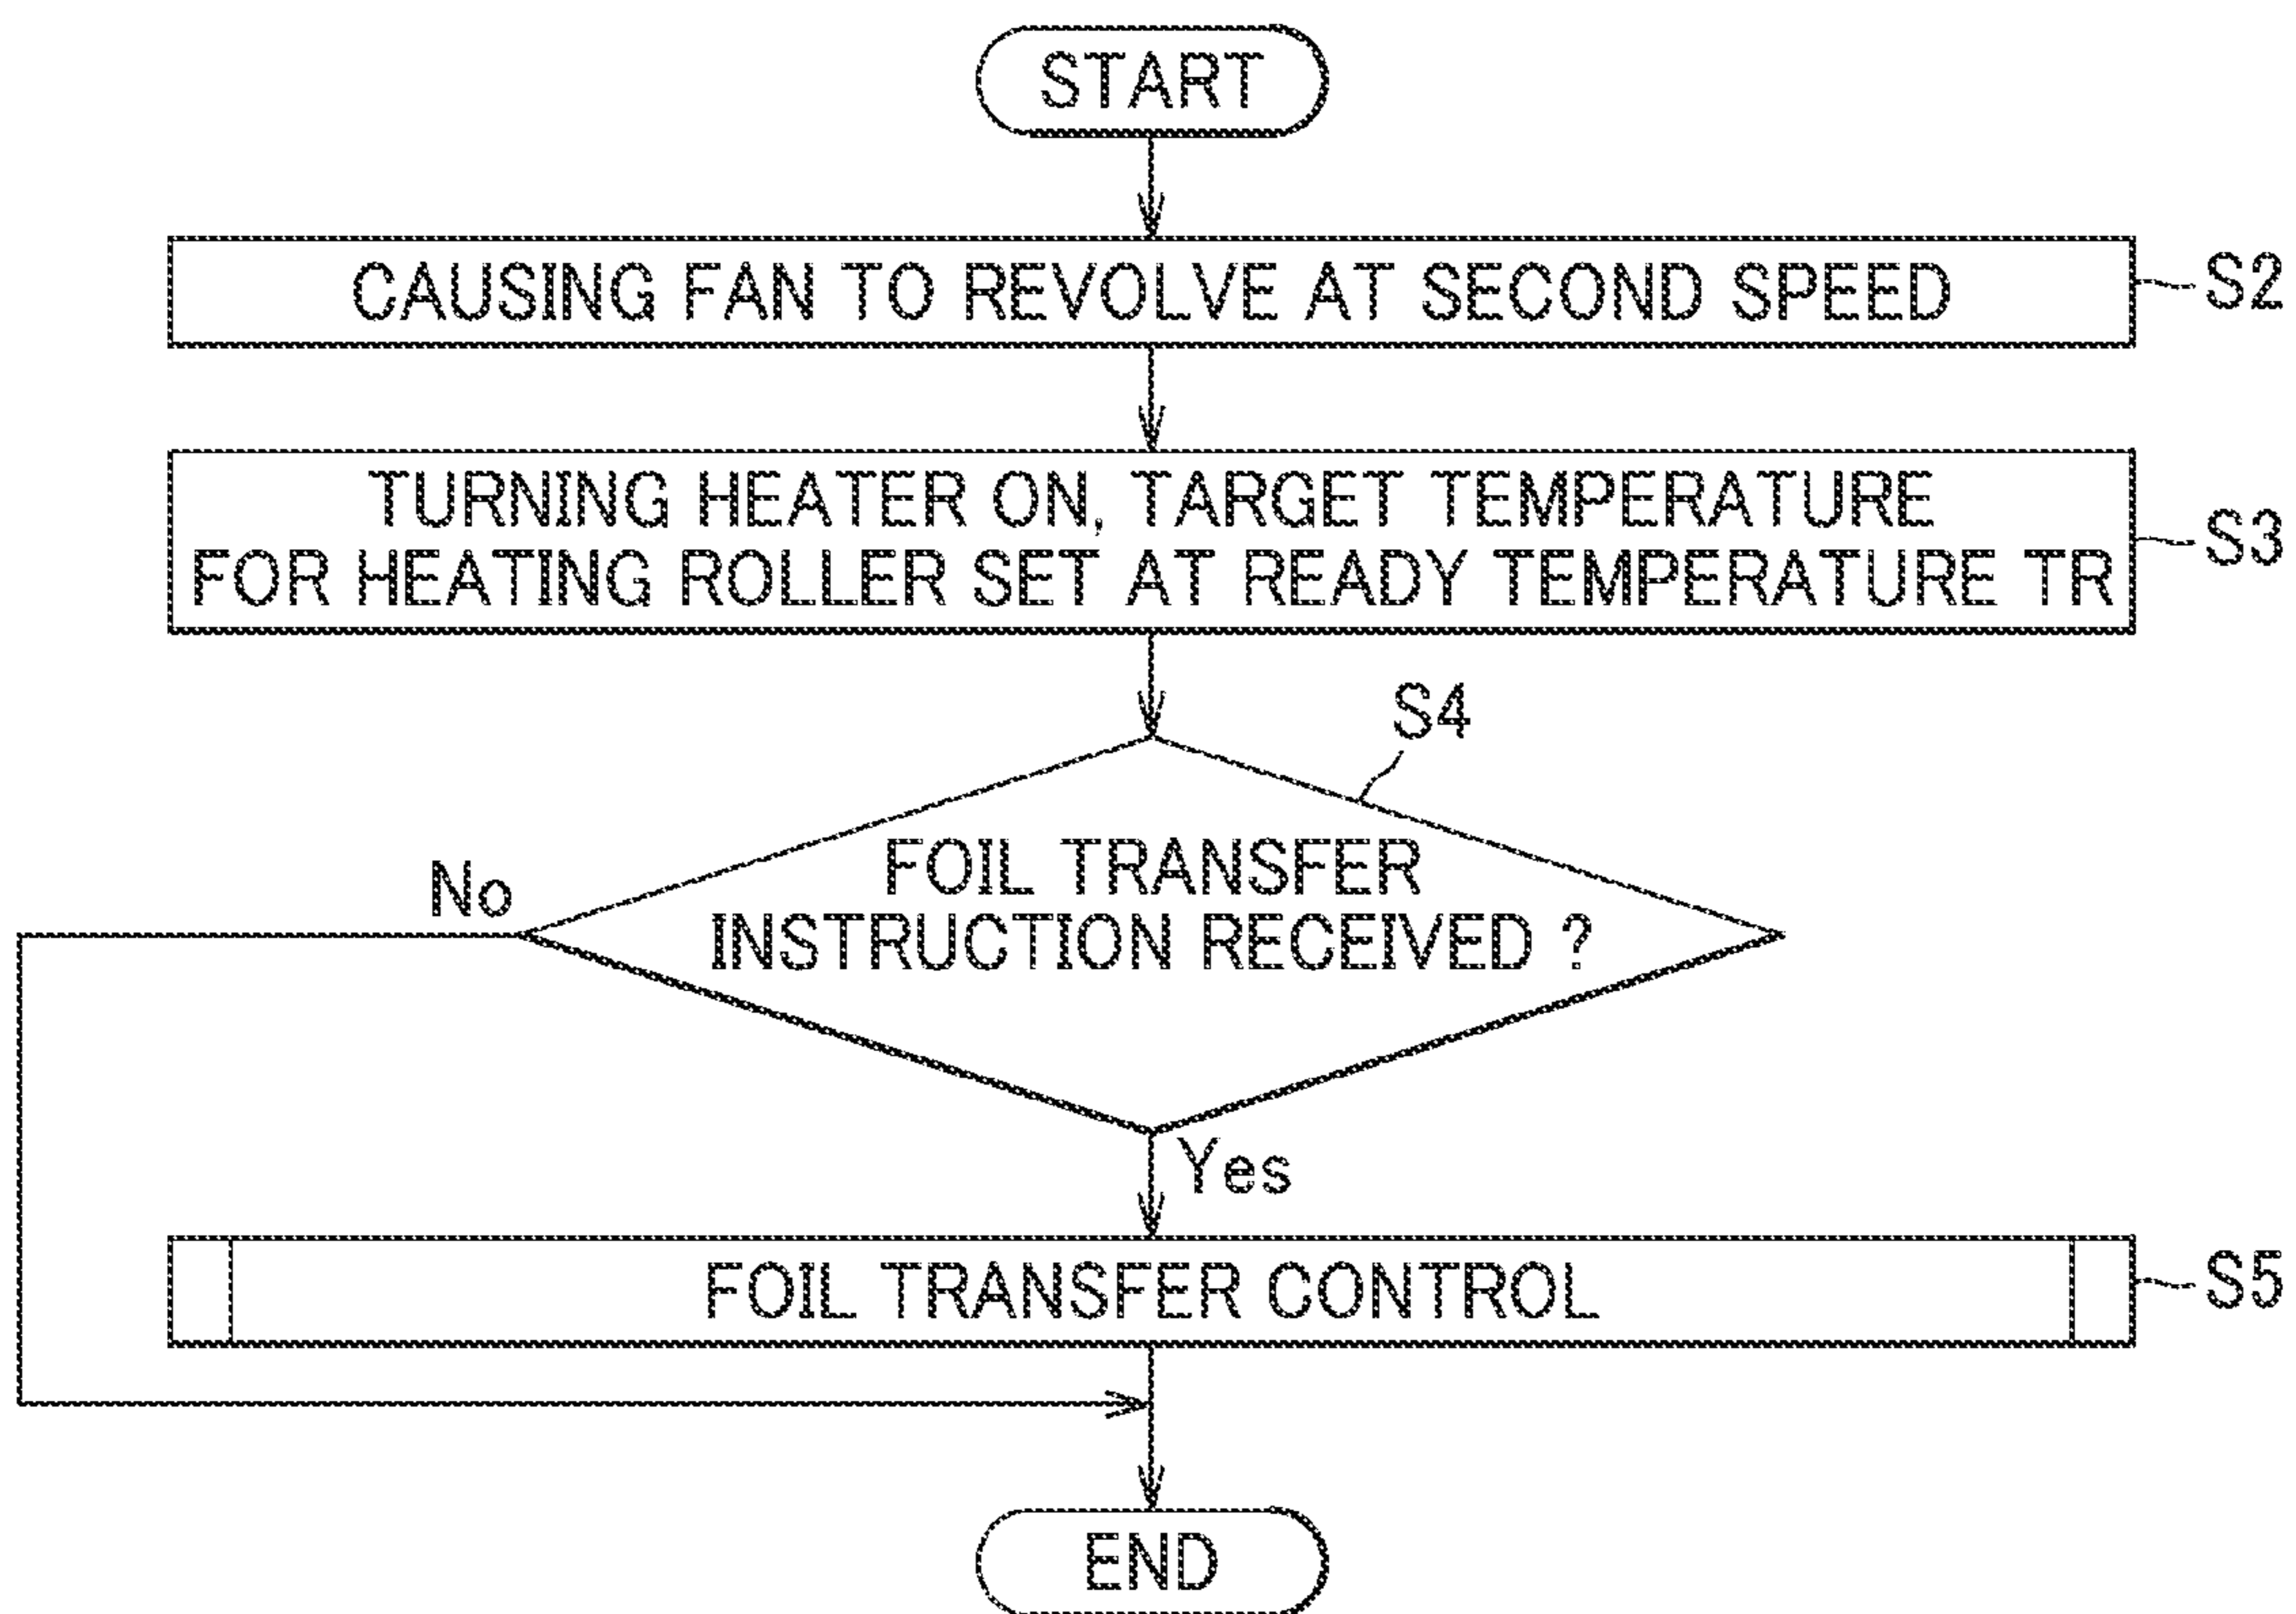 START
CAUSING FAN TO REVOLVE AT SECOND SPEED
S2
TURNING HEATER ON, TARGET TEMPERATURE
FOR HEATING ROLLER SET AT READY TEMPERATURE TR
S3
S4
FOIL TRANSFER
INSTRUCTION RECEIVED ?
No
Yes
FOIL TRANSFER CONTROL
S5
END